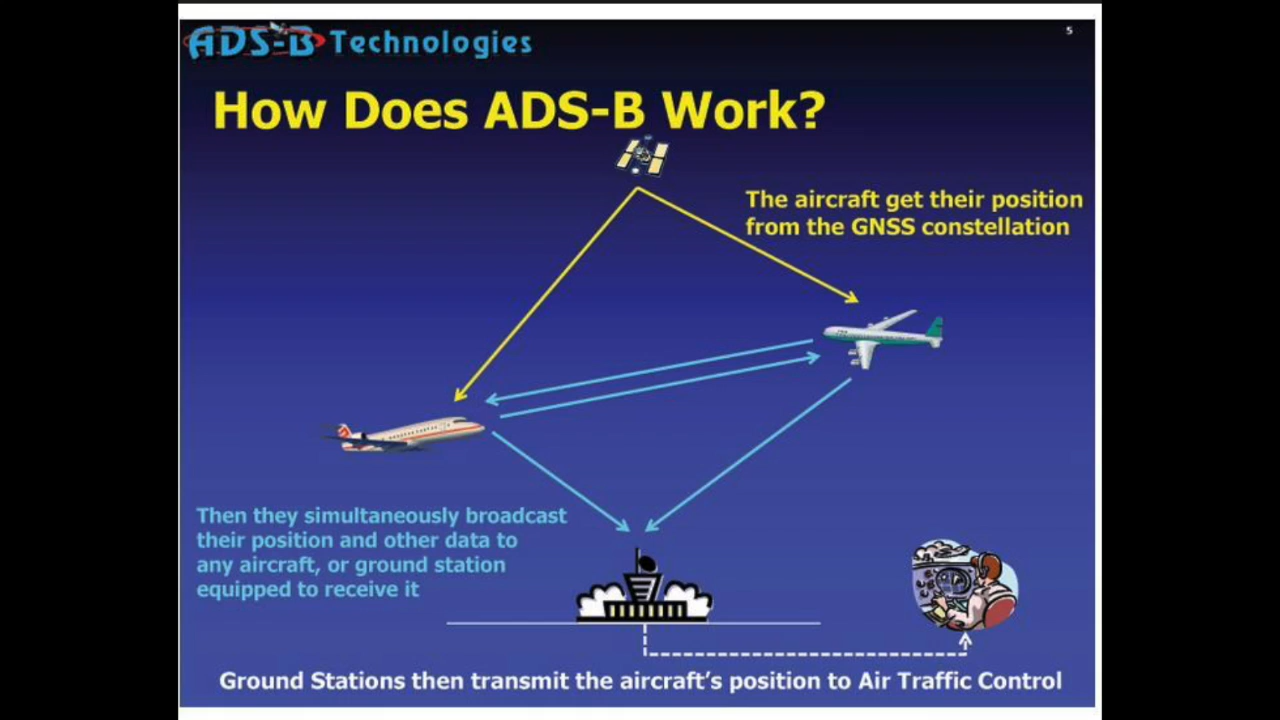 ADS-B Technologies
5
How Does ADS-B Work?
The aircraft get their position
from the GNSS constellation
Then they simultaneously broadcast
their position and other data to
any aircraft, or ground station
equipped to receive it
Ground Stations then transmit the aircraft's position to Air Traffic Control